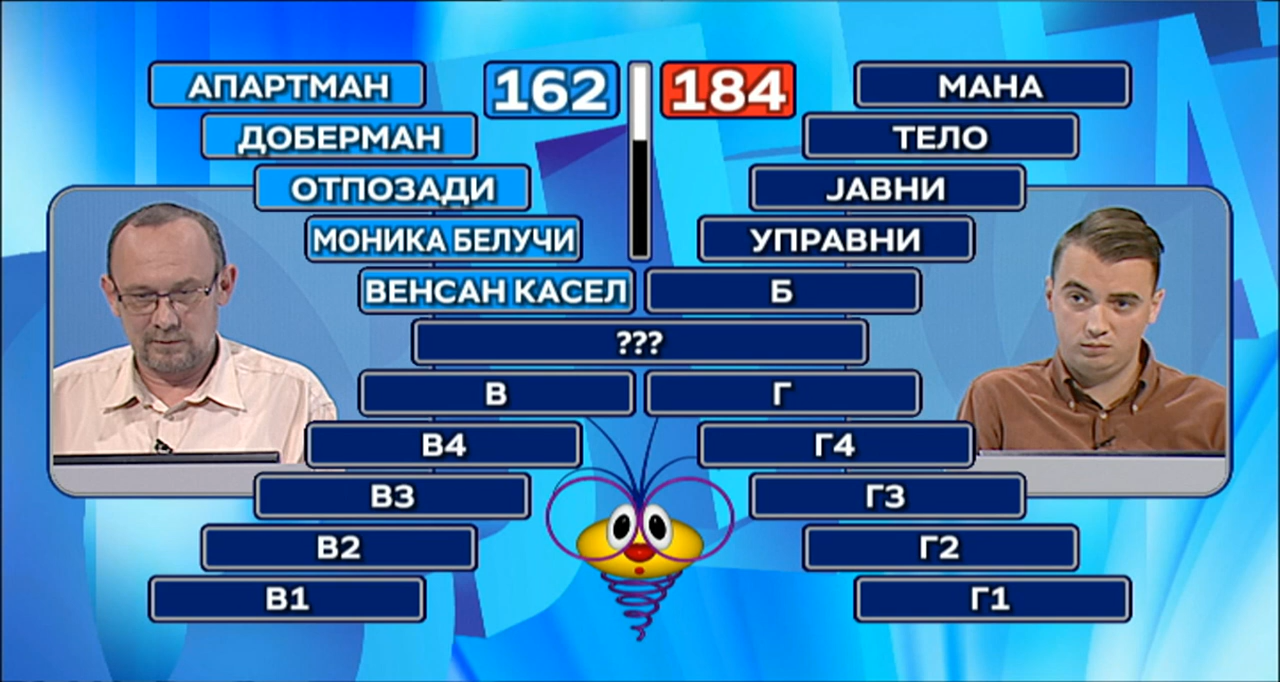 АПАРТМАН 162 184 МАНА
ДОБЕРМАН ТЕЛО
ОТПОЗАДИ ЈАВНИ
МОНИКА БЕЛУЧИ УПРАВНИ
ВЕНСАН КАСЕЛ Б
???
В Г
В4 Г4
В3 Г3
В2 Г2
В1 Г1